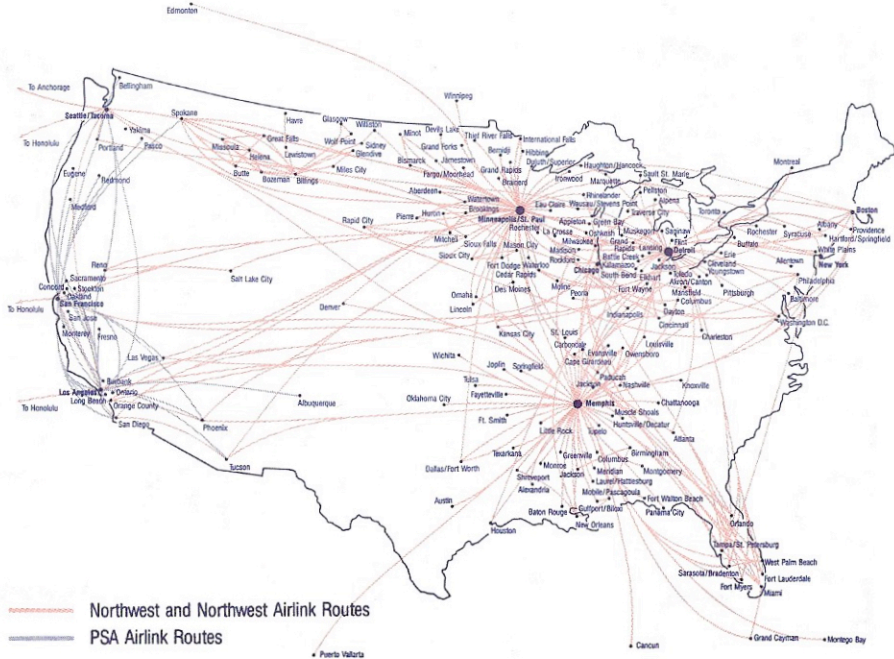 Edmonton
To Anchorage
Bellingham
Seattle/Tacoma
Spokane
Winnipeg
Havre
Glasgow
Williston
Minot
Devils Lake
Thief River Falls
International Falls
To Honolulu
Yakima
Pasco
Portland
Missoula
Great Falls
Wolf Point
Sidney
Grand Forks
Bemidji
Hibbing
Duluth/Superior
Haughton/Hancock
Sault St. Marie
Montreal
Helena
Lewistown
Glendive
Bismarck
Jamestown
Grand Rapids
Ironwood
Marquette
Pellston
Eugene
Redmond
Butte
Bozeman
Billings
Miles City
Fargo/Moorhead
Brainerd
Rhinelander
Alpena
Medford
Aberdeen
Watertown
Eau Claire
Wausau/Stevens Point
Traverse City
Toronto
Boston
Rapid City
Pierre
Huron
Brookings
Minneapolis/St. Paul
Appleton
Green Bay
Muskegon
Saginaw
Rochester
Syracuse
Albany
Providence
Hartford/Springfield
Mitchell
Sioux Falls
Rochester
La Crosse
Oshkosh
Milwaukee
Grand Rapids
Lansing
Flint
Detroit
Buffalo
White Plains
Reno
Sacramento
Salt Lake City
Sioux City
Mason City
Madison
Rockford
Battle Creek
Kalamazoo
Jackson
Erie
Cleveland
Allentown
New York
Concord
Stockton
Oakland
Fort Dodge
Waterloo
Chicago
South Bend
Elkhart
Toledo
Youngstown
Akron/Canton
Philadelphia
To Honolulu
San Francisco
Cedar Rapids
Des Moines
Moline
Fort Wayne
Mansfield
Pittsburgh
Columbus
Baltimore
San Jose
Denver
Omaha
Lincoln
Peoria
Indianapolis
Dayton
Washington D.C.
Monterey
Fresno
Kansas City
St. Louis
Cincinnati
Charleston
Las Vegas
Wichita
Carbondale
Evansville
Louisville
Owensboro
Joplin
Springfield
Cape Girardeau
Burbank
Tulsa
Paducah
Jackson
Nashville
Knoxville
Los Angeles
Ontario
Long Beach
Orange County
Albuquerque
Oklahoma City
Fayetteville
Memphis
Chattanooga
To Honolulu
San Diego
Phoenix
Ft. Smith
Muscle Shoals
Huntsville/Decatur
Little Rock
Tupelo
Atlanta
Tucson
Texarkana
Greenville
Columbus
Birmingham
Dallas/Fort Worth
Monroe
Jackson
Meridian
Montgomery
Shreveport
Laurel/Hattiesburg
Alexandria
Mobile/Pascagoula
Austin
Fort Walton Beach
Baton Rouge
Gulfport/Biloxi
Panama City
Houston
New Orleans
Orlando
Tampa/St. Petersburg
West Palm Beach
Sarasota/Bradenton
Fort Lauderdale
Fort Myers
Miami
Northwest and Northwest Airlink Routes
PSA Airlink Routes
Grand Cayman
Montego Bay
Cancun
Puerto Vallarta